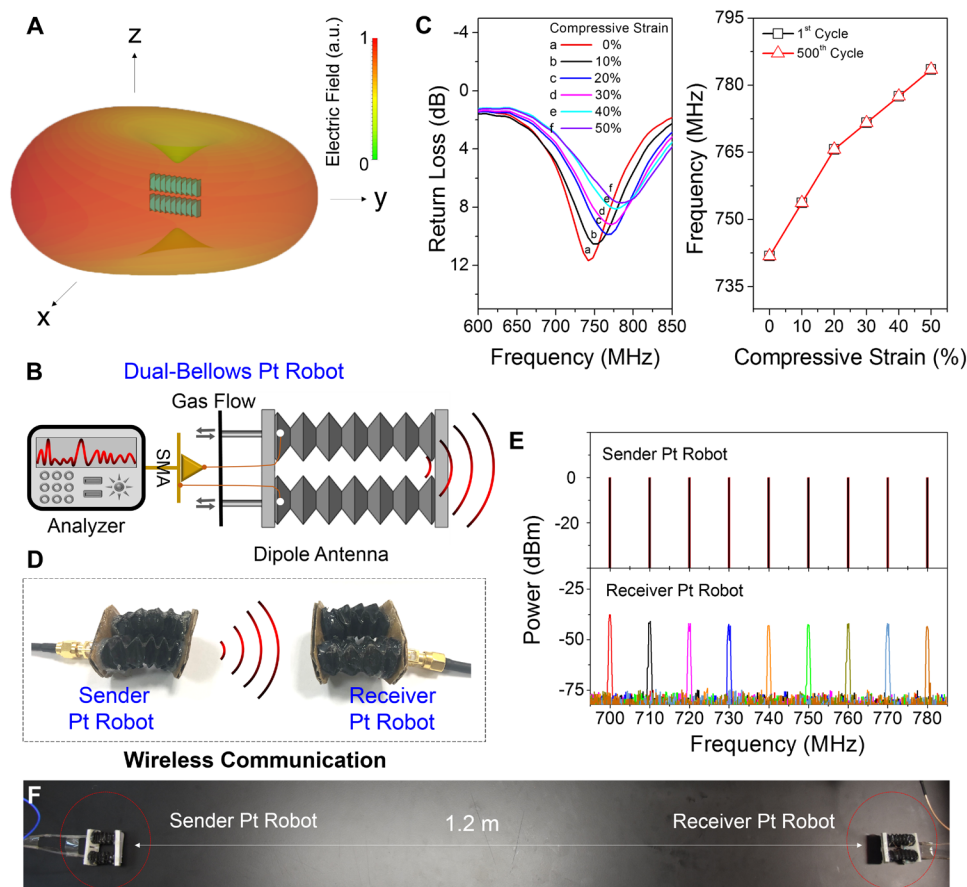 A
z
y
x
Electric Field (a.u.)
1
0
B
Dual-Bellows Pt Robot
Gas Flow
SMA
Analyzer
Dipole Antenna
C
Compressive Strain
a 0%
b 10%
c 20%
d 30%
e 40%
f 50%
-4
0
4
8
12
Return Loss (dB)
f
e
d
c
b
a
600 650 700 750 800 850
Frequency (MHz)
1st Cycle
500th Cycle
795
780
765
750
735
Frequency (MHz)
0 10 20 30 40 50
Compressive Strain (%)
D
Sender
Pt Robot
Receiver
Pt Robot
Wireless Communication
E
Sender Pt Robot
0
-20
Receiver Pt Robot
-25
-50
-75
Power (dBm)
700 710 720 730 740 750 760 770 780
Frequency (MHz)
F
Sender Pt Robot
1.2 m
Receiver Pt Robot